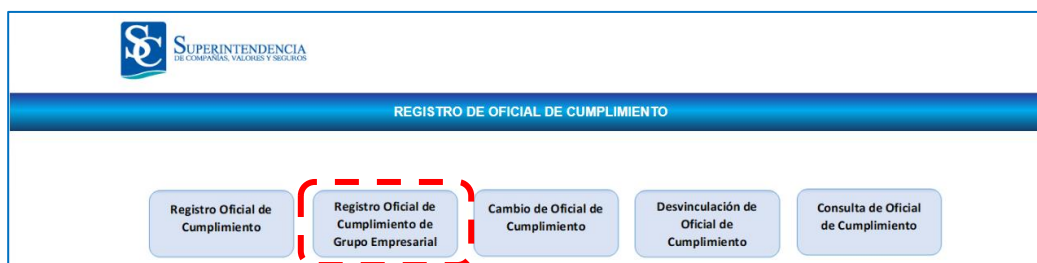 SC
SUPERINTENDENCIA
DE COMPAÑÍAS, VALORES Y SEGUROS
REGISTRO DE OFICIAL DE CUMPLIMIENTO
Registro Oficial de
Cumplimiento
Registro Oficial de
Cumplimiento de
Grupo Empresarial
Cambio de Oficial de
Cumplimiento
Desvinculación de
Oficial de
Cumplimiento
Consulta de Oficial
de Cumplimiento